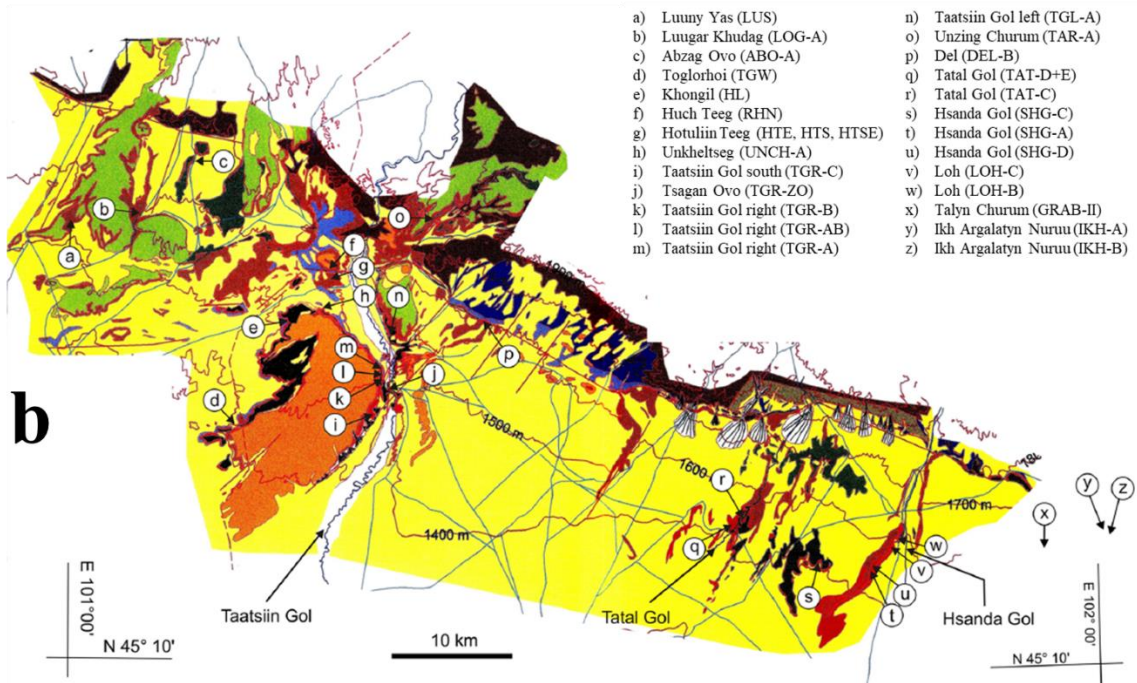 a) Luuny Yas (LUS)
b) Luugar Khudag (LOG-A)
c) Abzag Ovo (ABO-A)
d) Toglorhoi (TGW)
e) Khongil (HL)
f) Huch Teeg (RHN)
g) Hotuliin Teeg (HTE, HTS, HTSE)
h) Unkheltseg (UNCH-A)
i) Taatsiin Gol south (TGR-C)
j) Tsagan Ovo (TGR-ZO)
k) Taatsiin Gol right (TGR-B)
l) Taatsiin Gol right (TGR-AB)
m) Taatsiin Gol right (TGR-A)
n) Taatsiin Gol left (TGL-A)
o) Unzing Churum (TAR-A)
p) Del (DEL-B)
q) Tatal Gol (TAT-D+E)
r) Tatal Gol (TAT-C)
s) Hsanda Gol (SHG-C)
t) Hsanda Gol (SHG-A)
u) Hsanda Gol (SHG-D)
v) Loh (LOH-C)
w) Loh (LOH-B)
x) Talyn Churum (GRAB-II)
y) Ikh Argalatyn Nuruu (IKH-A)
z) Ikh Argalatyn Nuruu (IKH-B)
c
b
o
a
f
g
h
n
e
m
p
l
j
k
d
i
b
1500 m
1600 m
r
1700 m
y
z
x
1400 m
q
w
v
s
u
t
Taatsiin Gol
Tatal Gol
Hsanda Gol
E 101°00'
N 45° 10'
10 km
E 102° 00'
N 45° 10'